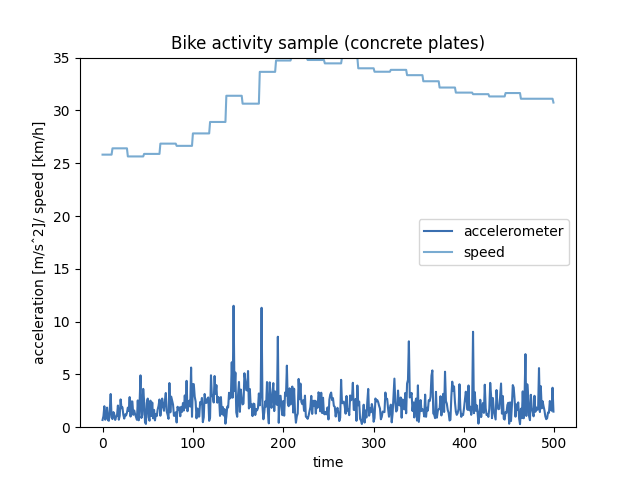 Bike activity sample (concrete plates)
35
30
25
20
15
10
5
0
acceleration [m/s^2]/ speed [km/h]
accelerometer
speed
0 100 200 300 400 500
time